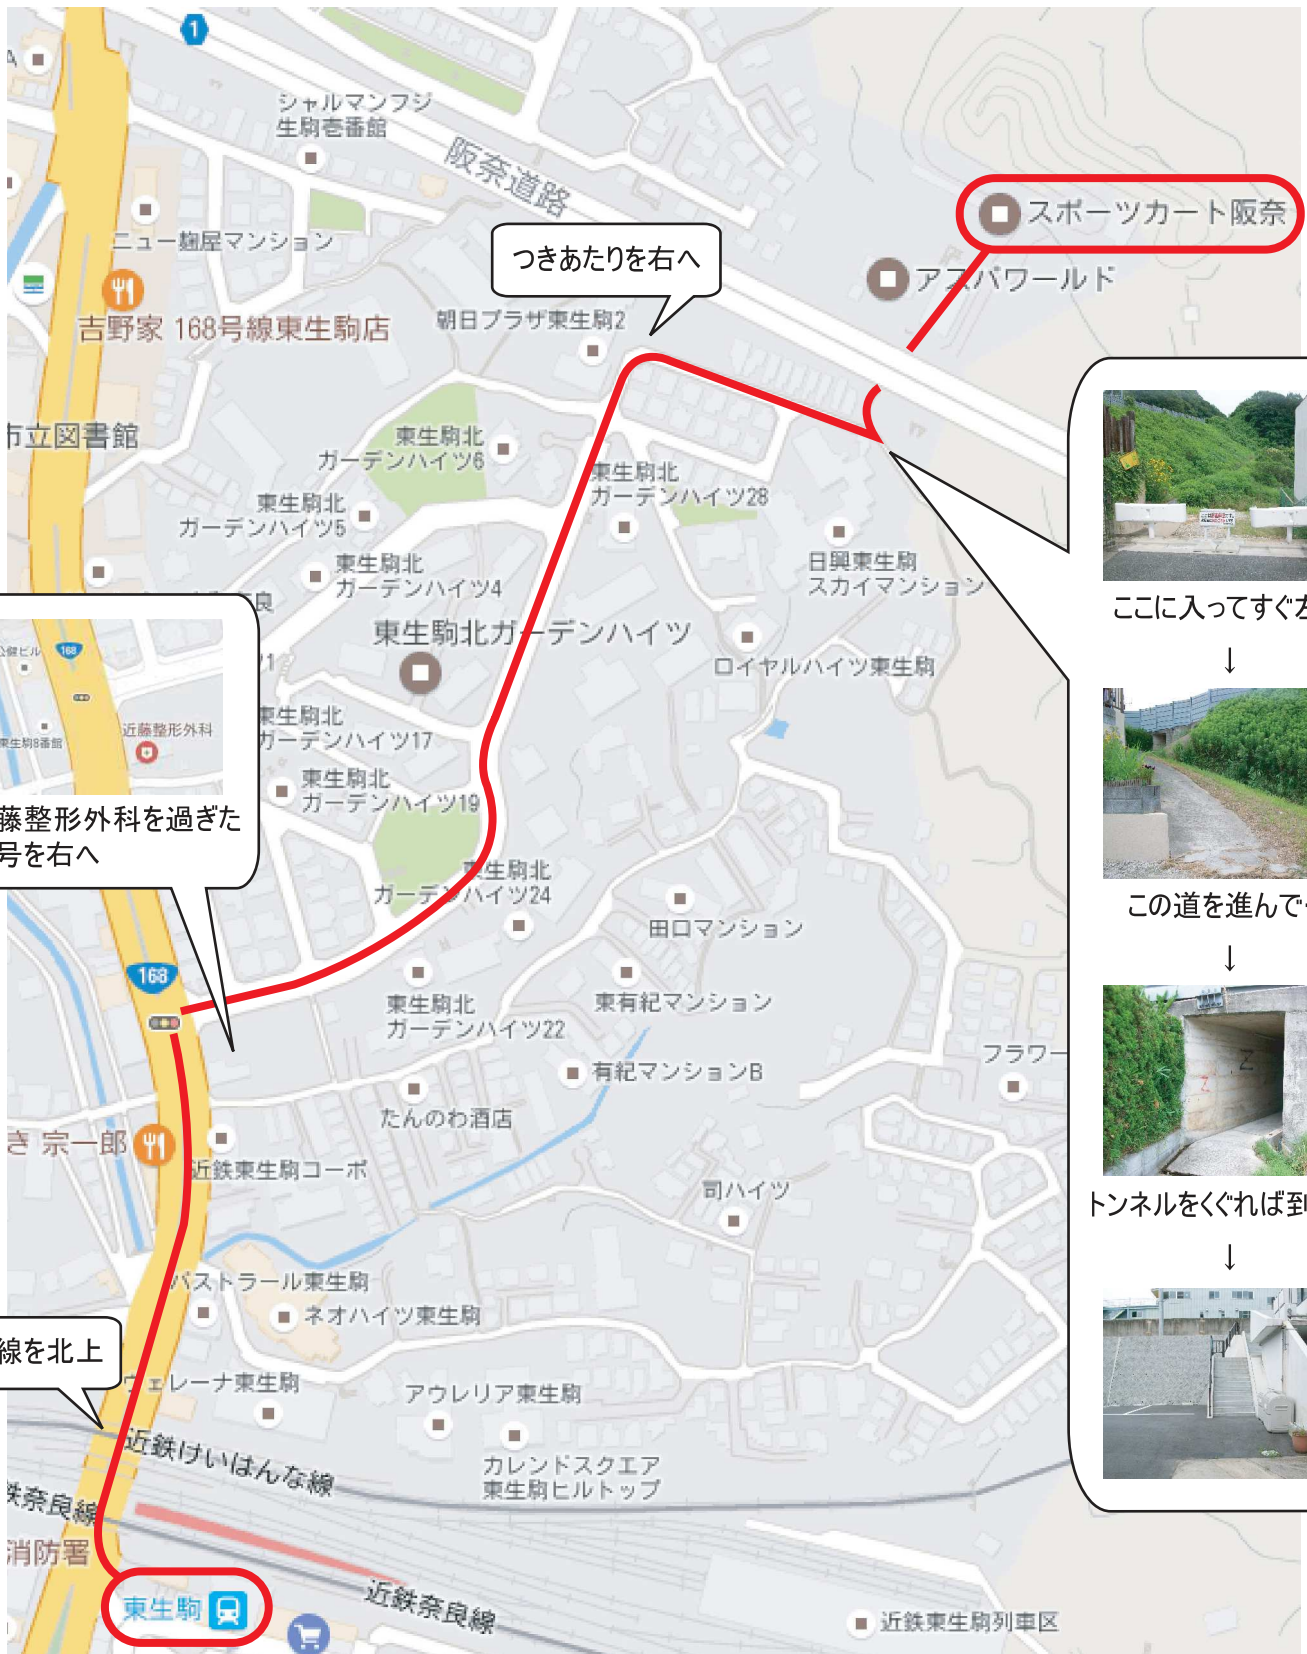 1
シャルマンフジ
生駒壱番館
阪奈道路
スポーツカート阪奈
ニュー麹屋マンション
つきあたりを右へ
アスパワールド
吉野家 168号線東生駒店
朝日プラザ東生駒2
市立図書館
東生駒北
ガーデンハイツ6
東生駒北
ガーデンハイツ28
東生駒北
ガーデンハイツ5
東生駒北
ガーデンハイツ4
日興東生駒
スカイマンション
ここに入ってすぐ左
↓
良
東生駒北ガーデンハイツ
ロイヤルハイツ東生駒
公健ビル
168
近藤整形外科
東生駒8番館
東生駒北
ガーデンハイツ17
東生駒北
ガーデンハイツ19
藤整形外科を過ぎた
号を右へ
東生駒北
ガーデンハイツ24
田口マンション
この道を進んで
↓
168
東生駒北
ガーデンハイツ22
東有紀マンション
有紀マンションB
フラワー
たんのわ酒店
き 宗一郎
近鉄東生駒コーポ
司ハイツ
トンネルをくぐれば到
↓
パストラール東生駒
ネオハイツ東生駒
線を北上
ヴェレーナ東生駒
アウレリア東生駒
カレンドスクエア
東生駒ヒルトップ
近鉄けいはんな線
鉄奈良線
消防署
東生駒
近鉄奈良線
近鉄東生駒列車区